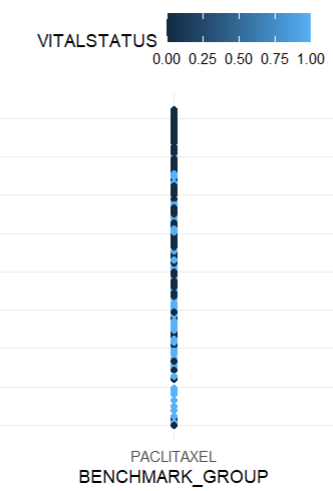 VITALSTATUS
0.00 0.25 0.50 0.75 1.00
PACLITAXEL
BENCHMARK_GROUP